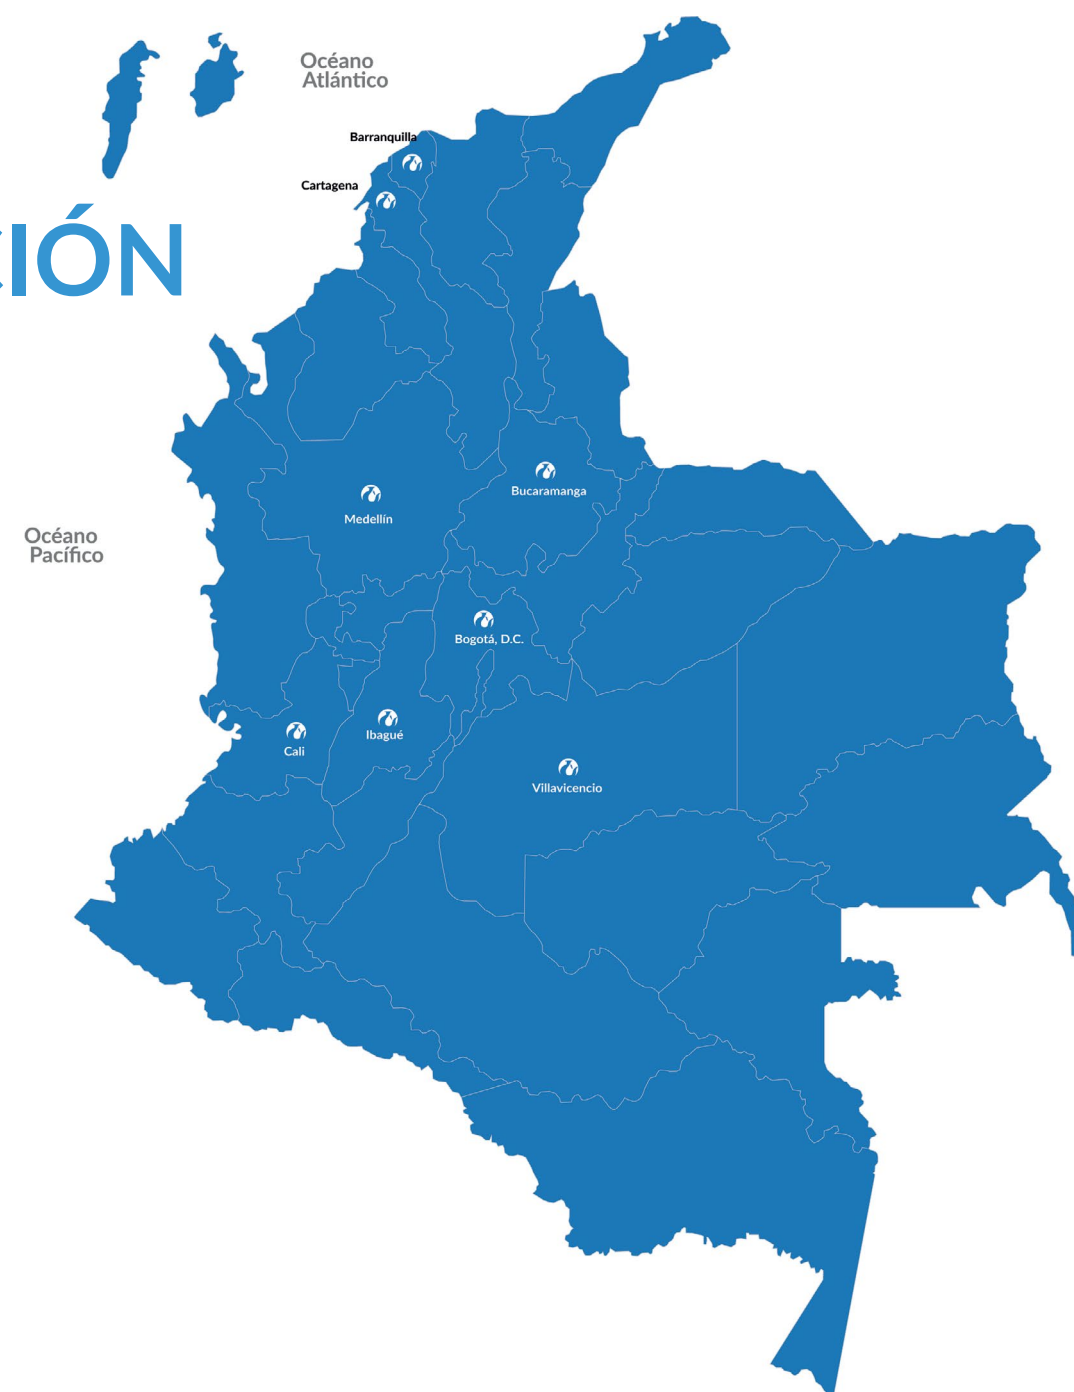 Océano
Atlántico
Barranquilla
Cartagena
CIÓN
Bucaramanga
Medellín
Océano
Pacífico
Bogotá, D.C.
Ibagué
Cali
Villavicencio